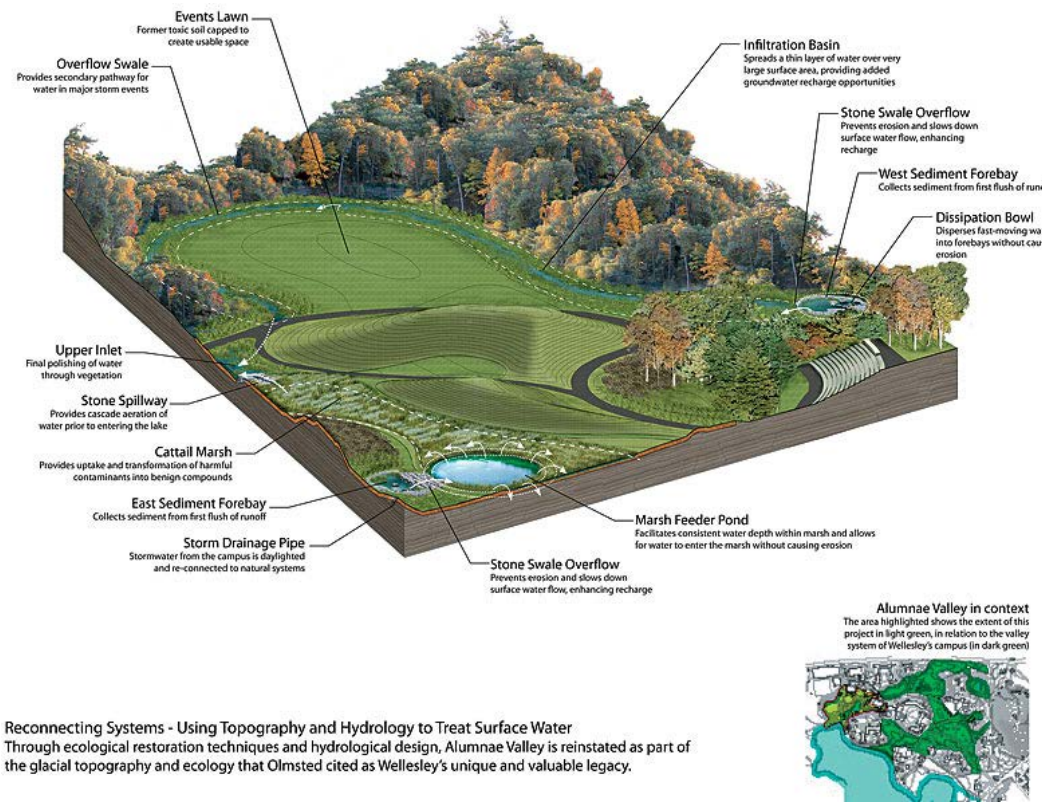 Events Lawn
Former toxic soil capped to
create usable space
Overflow Swale
Provides secondary pathway for
water in major storm events
Infiltration Basin
Spreads a thin layer of water over very
large surface area, providing added
groundwater recharge opportunities
Stone Swale Overflow
Prevents erosion and slows down
surface water flow, enhancing
recharge
West Sediment Forebay
Collects sediment from first flush of
Dissipation Bowl
Disperses fast-moving
into forebays without
erosion
Upper Inlet
Final polishing of water
through vegetation
Stone Spillway
Provides cascade aeration of
water prior to entering the lake
Cattail Marsh
Provides uptake and transformation of harmful
contaminants into benign compounds
East Sediment Forebay
Collects sediment from first flush of runoff
Storm Drainage Pipe
Stormwater from the campus is daylighted
and re-connected to natural systems
Stone Swale Overflow
Prevents erosion and slows down
surface water flow, enhancing recharge
Marsh Feeder Pond
Facilitates consistent water depth within marsh and allows
for water to enter the marsh without causing erosion
Alumnae Valley in context
The area highlighted shows the extent of this
project in light green, in relation to the valley
system of Wellesley's campus (in dark green)
Reconnecting Systems - Using Topography and Hydrology to Treat Surface Water
Through ecological restoration techniques and hydrological design, Alumnae Valley is reinstated as part of
the glacial topography and ecology that Olmsted cited as Wellesley's unique and valuable legacy.